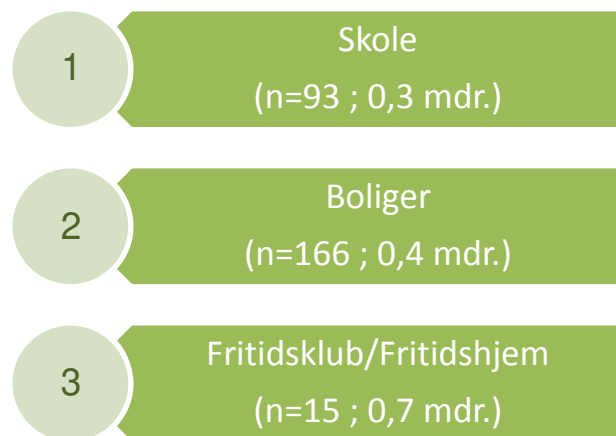 1
Skole
(n=93 ; 0,3 mdr.)
2
Boliger
(n=166 ; 0,4 mdr.)
3
Fritidsklub/Fritidshjem
(n=15 ; 0,7 mdr.)